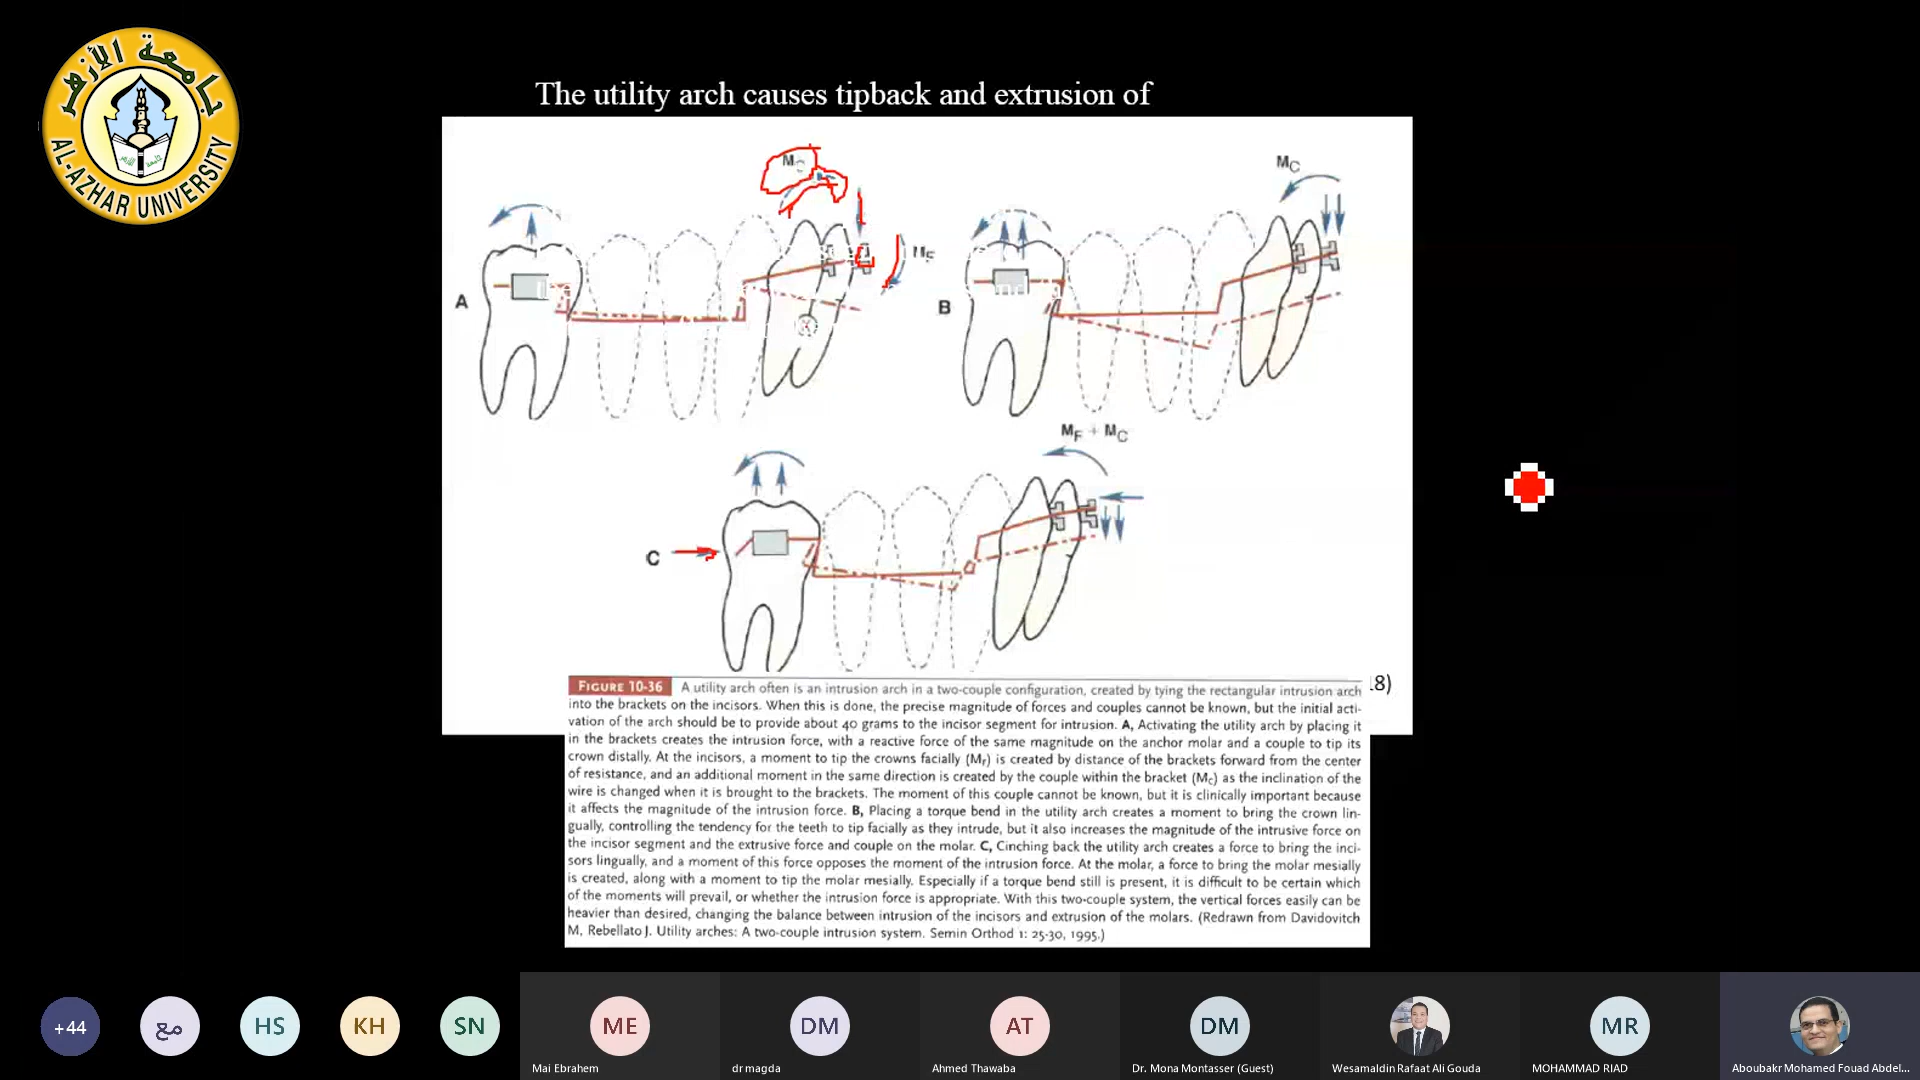 جامعة الأزهر
AL-AZHAR UNIVERSITY
The utility arch causes tipback and extrusion of
MC
MC
A
MF
B
MF + MC
C
18)
FIGURE 10-36 A utility arch often is an intrusion arch in a two-couple configuration, created by tying the rectangular intrusion arch
into the brackets on the incisors. When this is done, the precise magnitude of forces and couples cannot be known, but the initial acti-
vation of the arch should be to provide about 40 grams to the incisor segment for intrusion. A, Activating the utility arch by placing it
in the brackets creates the intrusion force, with a reactive force of the same magnitude on the anchor molar and a couple to tip its
crown distally. At the incisors, a moment to tip the crowns facially (MF) is created by distance of the brackets forward from the center
of resistance, and an additional moment in the same direction is created by the couple within the bracket (MC) as the inclination of the
wire is changed when it is brought to the brackets. The moment of this couple cannot be known, but it is clinically important because
it affects the magnitude of the intrusion force. B, Placing a torque bend in the utility arch creates a moment to bring the crown lin-
gually, controlling the tendency for the teeth to tip facially as they intrude, but it also increases the magnitude of the intrusive force on
the incisor segment and the extrusive force and couple on the molar. C, Cinching back the utility arch creates a force to bring the inci-
sors lingually, and a moment of this force opposes the moment of the intrusion force. At the molar, a force to bring the molar mesially
is created, along with a moment to tip the molar mesially. Especially if a torque bend still is present, it is difficult to be certain which
of the moments will prevail, or whether the intrusion force is appropriate. With this two-couple system, the vertical forces easily can be
heavier than desired, changing the balance between intrusion of the incisors and extrusion of the molars. (Redrawn from Davidovitch
M, Rebellato J. Utility arches: A two-couple intrusion system. Semin Orthod 1: 25-30, 1995.)
+44
مع
HS
KH
SN
ME
DM
AT
DM
MR
Mai Ebrahem
dr magda
Ahmed Thawaba
Dr. Mona Montasser (Guest)
Wesamaldin Rafaat Ali Gouda
MOHAMMAD RIAD
Aboubakr Mohamed Fouad Abdel...